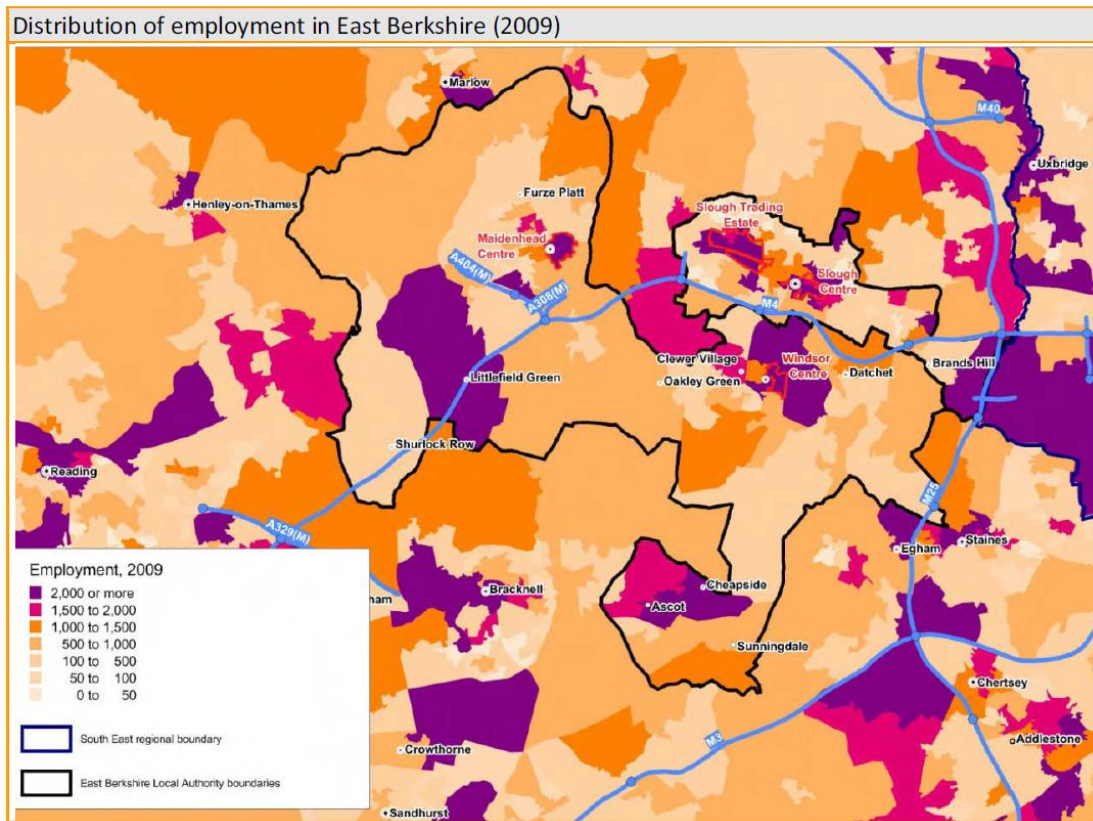 Distribution of employment in East Berkshire (2009)
Marlow
M40
Uxbridge
Henley-on-Thames
Furze Platt
Slough Trading
Estate
Maidenhead
Centre
A404(M)
A308(M)
Slough
Centre
M4
Clewer Village
Windsor
Centre
Brands Hill
Littlefield Green
Oakley Green
Datchet
Shurlock Row
Reading
M25
A329(M)
Egham
Staines
Employment, 2009
2,000 or more
1,500 to 2,000
1,000 to 1,500
500 to 1,000
100 to 500
50 to 100
0 to 50
South East regional boundary
East Berkshire Local Authority boundaries
ham
Bracknell
Cheapside
Ascot
Sunningdale
Chertsey
M3
Addlestone
Crowthorne
Sandhurst